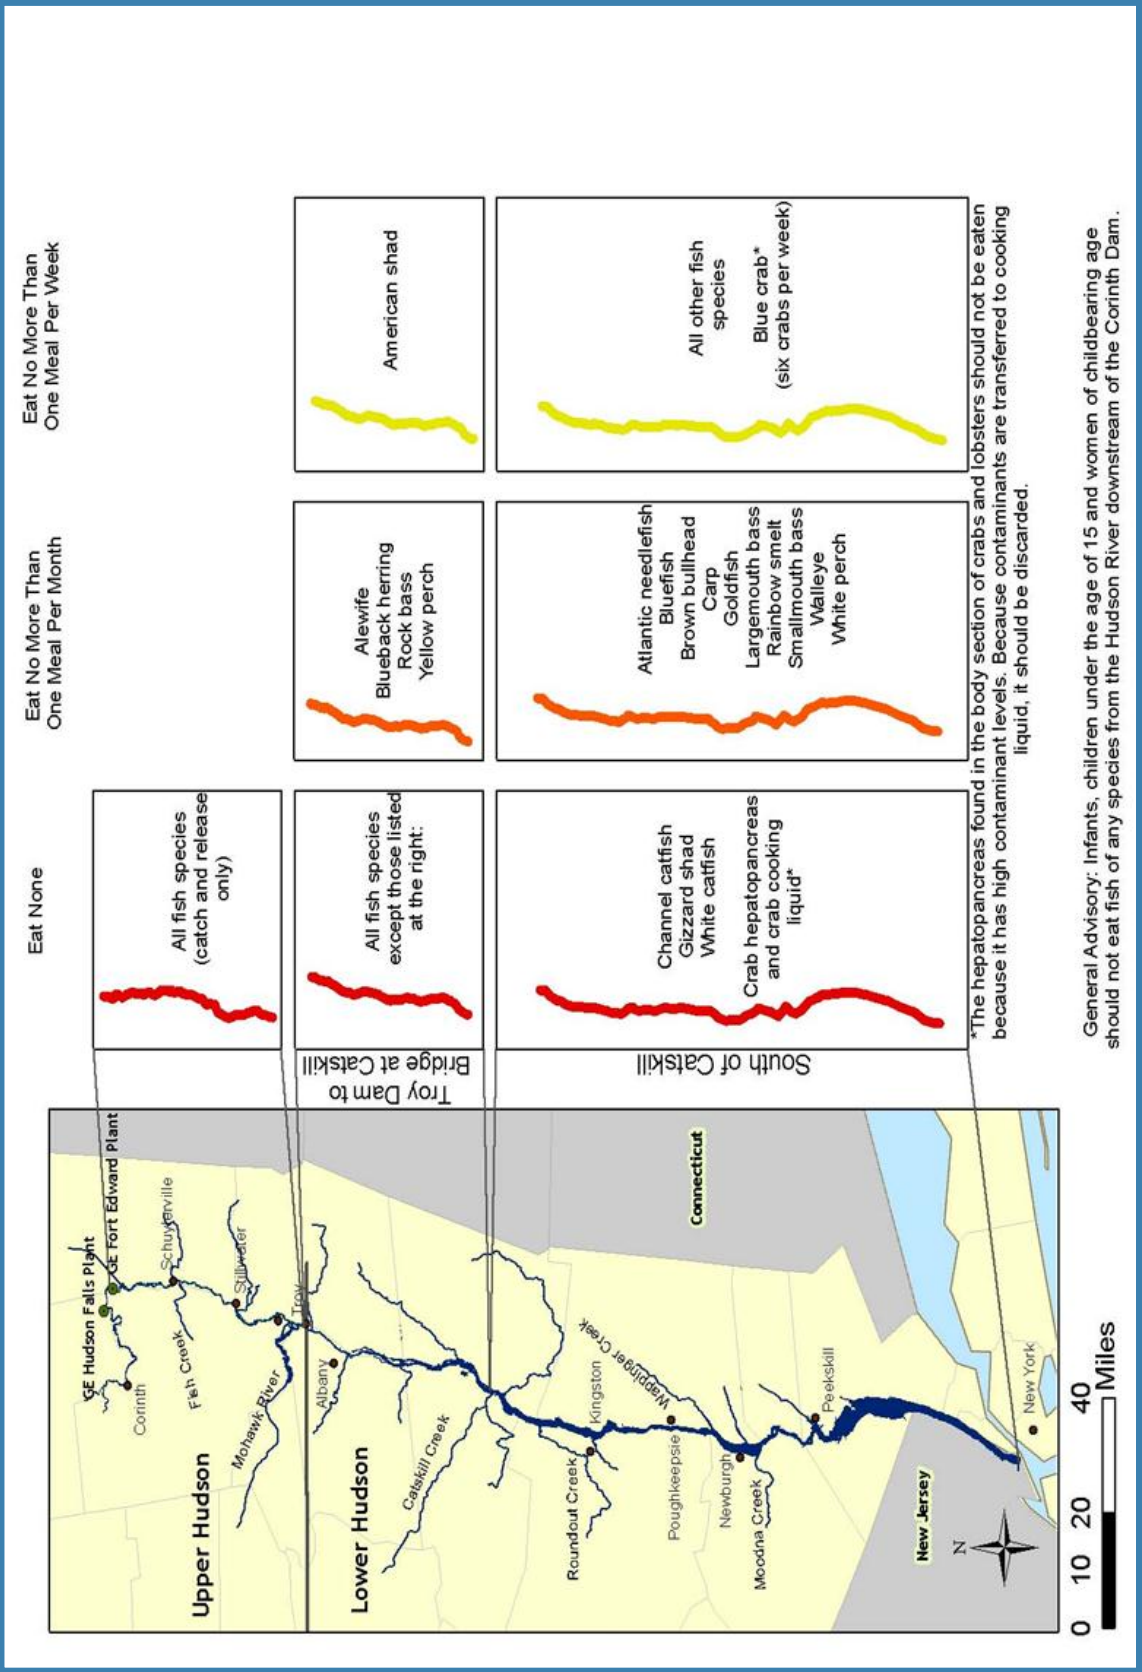 Eat None
Eat No More Than
One Meal Per Month
Eat No More Than
One Meal Per Week
GE Hudson Falls Plant
GE Fort Edward Plant
Corinth
Schuylerville
Fish Creek
Stillwater
Mohawk River
Troy
Upper Hudson
Lower Hudson
Albany
Catskill Creek
Kingston
Roundout Creek
Wappinger Creek
Poughkeepsie
Newburgh
Moodna Creek
Peekskill
Connecticut
New Jersey
New York
N
0 10 20 40
Miles
All fish species
(catch and release
only)
Troy Dam to
Bridge at Catskill
All fish species
except those listed
at the right:
Alewife
Blueback herring
Rock bass
Yellow perch
American shad
South of Catskill
Channel catfish
Gizzard shad
White catfish
Crab hepatopancreas
and crab cooking
liquid*
Atlantic needlefish
Bluefish
Brown bullhead
Carp
Goldfish
Largemouth bass
Rainbow smelt
Smallmouth bass
Walleye
White perch
All other fish
species
Blue crab*
(six crabs per week)
*The hepatopancreas found in the body section of crabs and lobsters should not be eaten
because it has high contaminant levels. Because contaminants are transferred to cooking
liquid, it should be discarded.
General Advisory: Infants, children under the age of 15 and women of childbearing age
should not eat fish of any species from the Hudson River downstream of the Corinth Dam.